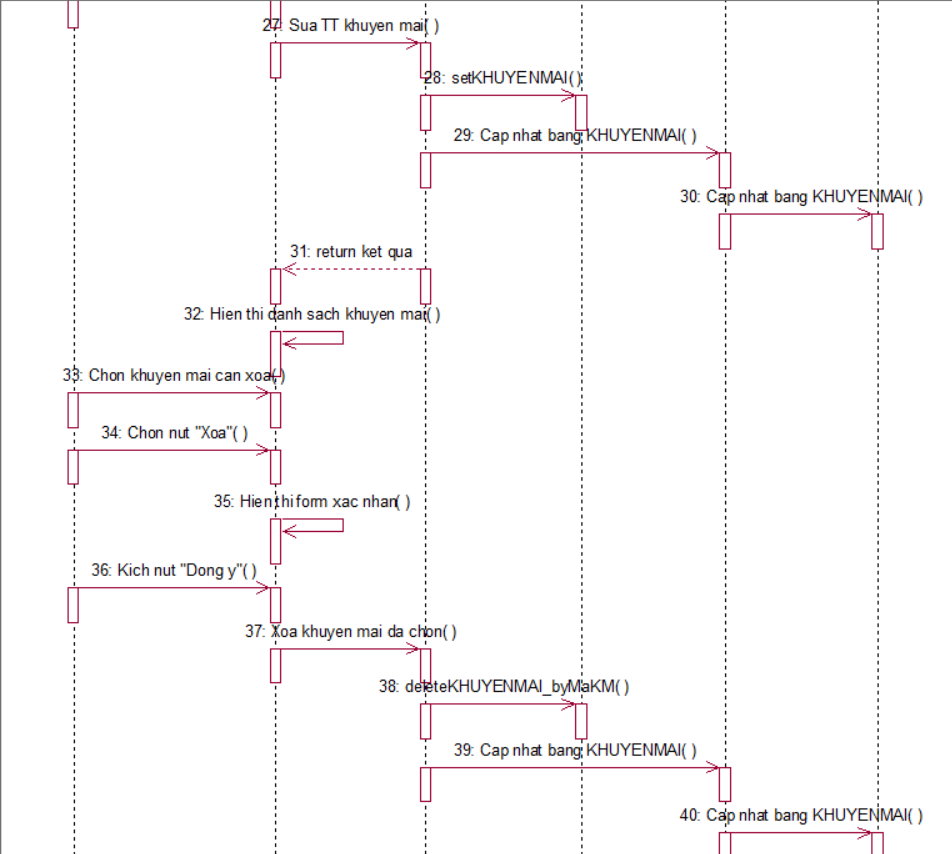 27: Sua TT khuyen mai( )
28: setKHUYENMAI( )
29: Cap nhat bang KHUYENMAI( )
30: Cap nhat bang KHUYENMAI( )
31: return ket qua
32: Hien thi danh sach khuyen mai( )
33: Chon khuyen mai can xoa( )
34: Chon nut "Xoa"( )
35: Hien thi form xac nhan( )
36: Kich nut "Dong y"( )
37: Xoa khuyen mai da chon( )
38: deleteKHUYENMAI_byMaKM( )
39: Cap nhat bang KHUYENMAI( )
40: Cap nhat bang KHUYENMAI( )